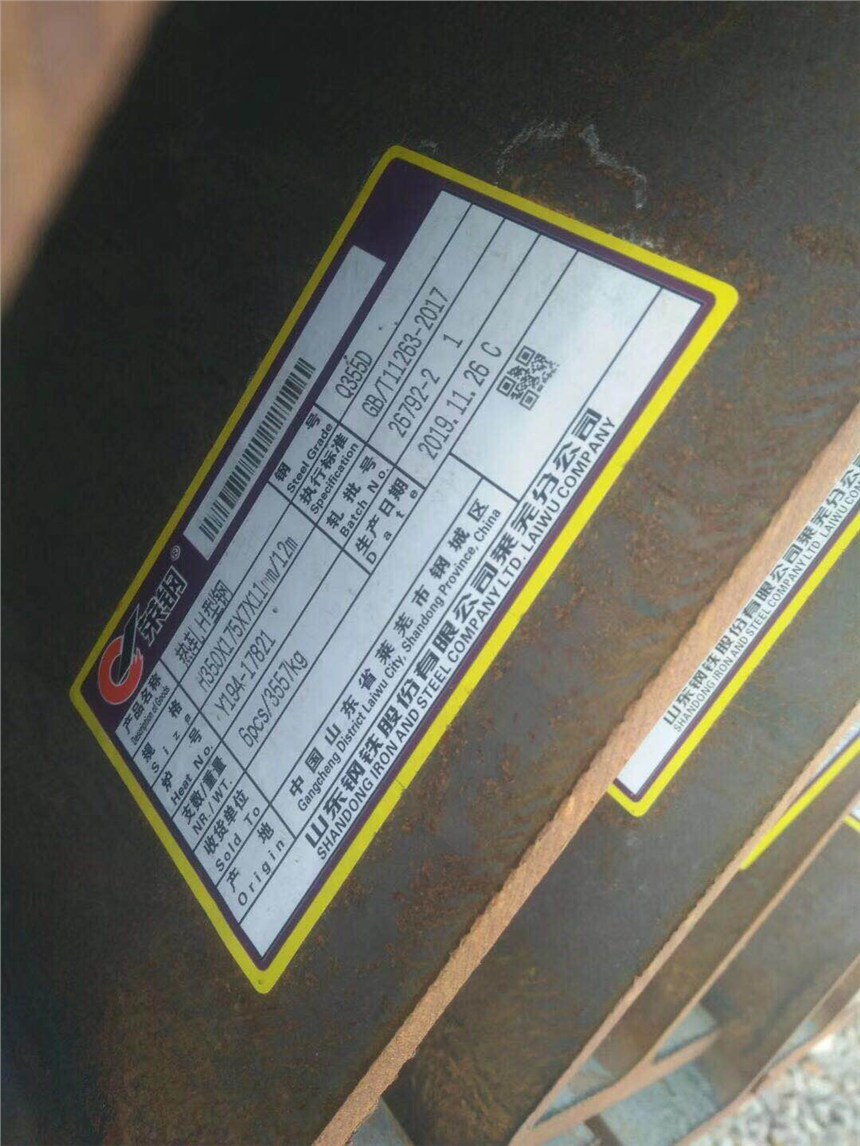 莱钢®
产品名称 热轧H型钢
Description of Goods
规格 H350X175X7X11mm/12m
Size
炉号 Y194-17821
Heat No.
支数/重量 6pcs/3557kg
NR. WT.
收货单位
Sold To
产地 中国山东省莱芜市钢城区
Origin Gangcheng District Laiwu City, Shandong Province, China
钢号 Q355D
Steel Grade
执行标准 GB/T11263-2017
Specification
轧批号 26792-2 1
Batch No.
生产日期 2019.11.26 C
Date
山东钢铁股份有限公司莱芜分公司
SHANDONG IRON AND STEEL COMPANY LTD. LAIWU COMPANY
山东钢铁股份有限公司莱芜分公司
SHANDONG IRON AND STEEL COMPANY LTD. LAIWU CO